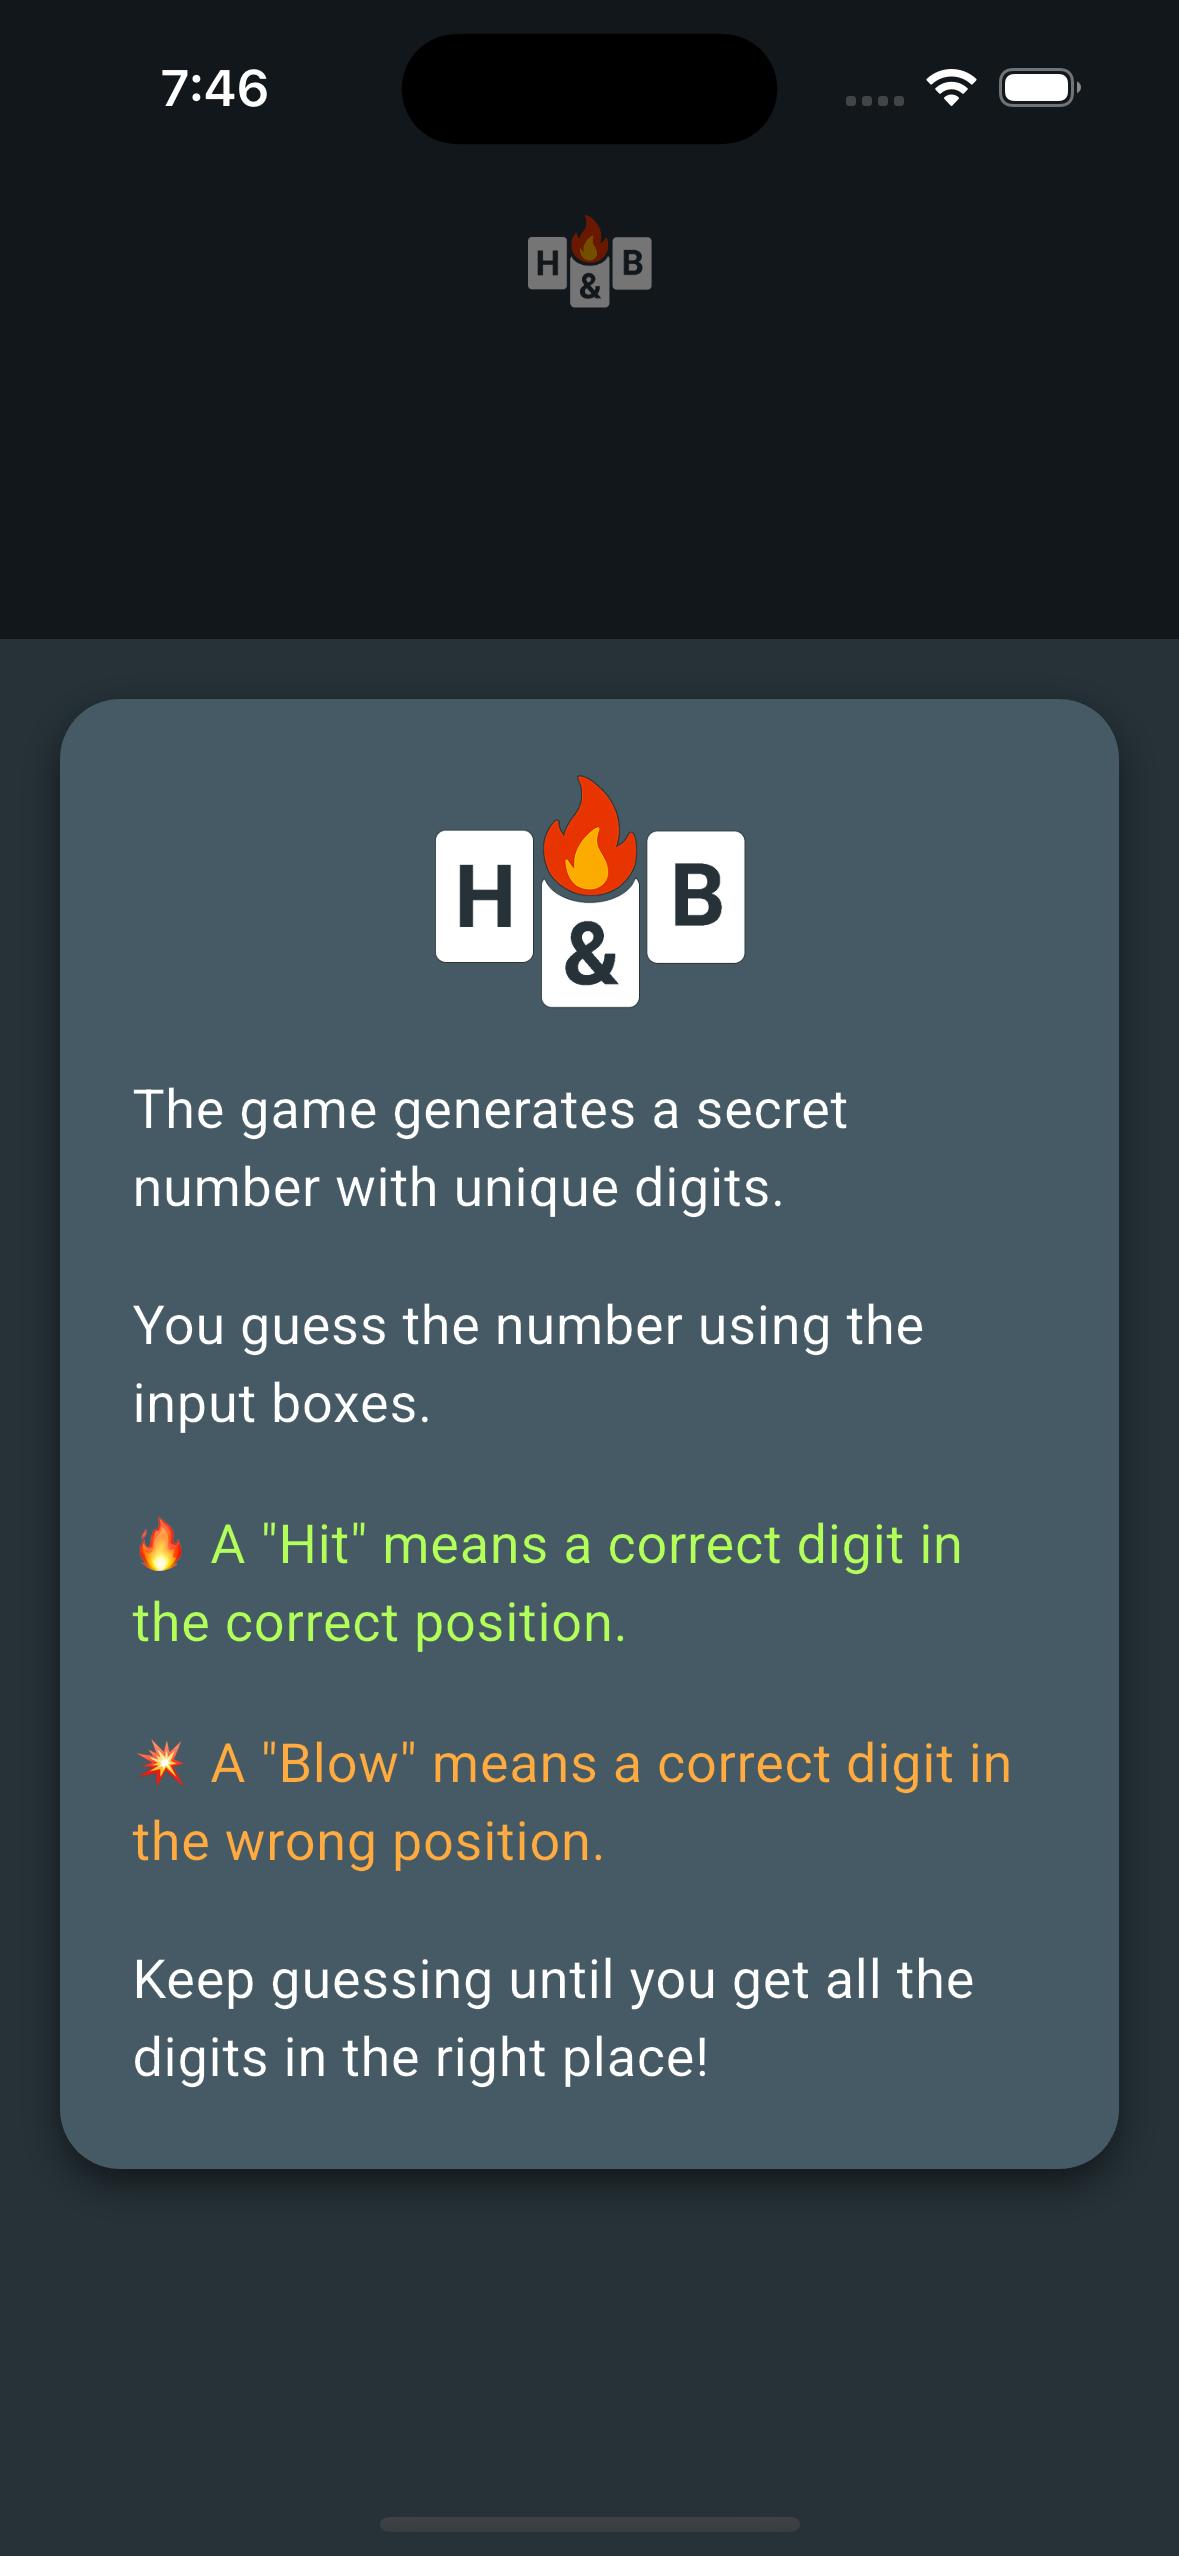 7:46
H & B
H & B
The game generates a secret
number with unique digits.
You guess the number using the
input boxes.
🔥 A "Hit" means a correct digit in
the correct position.
💥 A "Blow" means a correct digit in
the wrong position.
Keep guessing until you get all the
digits in the right place!